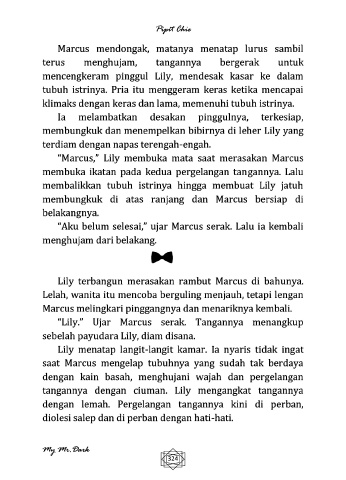 Pipit Chie
Marcus mendongak, matanya menatap lurus sambil
terus menghujam, tangannya bergerak untuk
mencengkeram pinggul Lily, mendesak kasar ke dalam
tubuh istrinya. Pria itu menggeram keras ketika mencapai
klimaks dengan keras dan lama, memenuhi tubuh istrinya.
Ia melambatkan desakan pinggulnya, terkesiap,
membungkuk dan menempelkan bibirnya di leher Lily yang
terdiam dengan napas terengah-engah.
"Marcus," Lily membuka mata saat merasakan Marcus
membuka ikatan pada kedua pergelangan tangannya. Lalu
membalikkan tubuh istrinya hingga membuat Lily jatuh
membungkuk di atas ranjang dan Marcus bersiap di
belakangnya.
"Aku belum selesai," ujar Marcus serak. Lalu ia kembali
menghujam dari belakang.
Lily terbangun merasakan rambut Marcus di bahunya.
Lelah, wanita itu mencoba berguling menjauh, tetapi lengan
Marcus melingkari pinggangnya dan menariknya kembali.
"Lily." Ujar Marcus serak. Tangannya menangkup
sebelah payudara Lily, diam disana.
Lily menatap langit-langit kamar. Ia nyaris tidak ingat
saat Marcus mengelap tubuhnya yang sudah tak berdaya
dengan kain basah, menghujani wajah dan pergelangan
tangannya dengan ciuman. Lily mengangkat tangannya
dengan lemah. Pergelangan tangannya kini di perban,
diolesi salep dan di perban dengan hati-hati.
My Mr. Dark
324